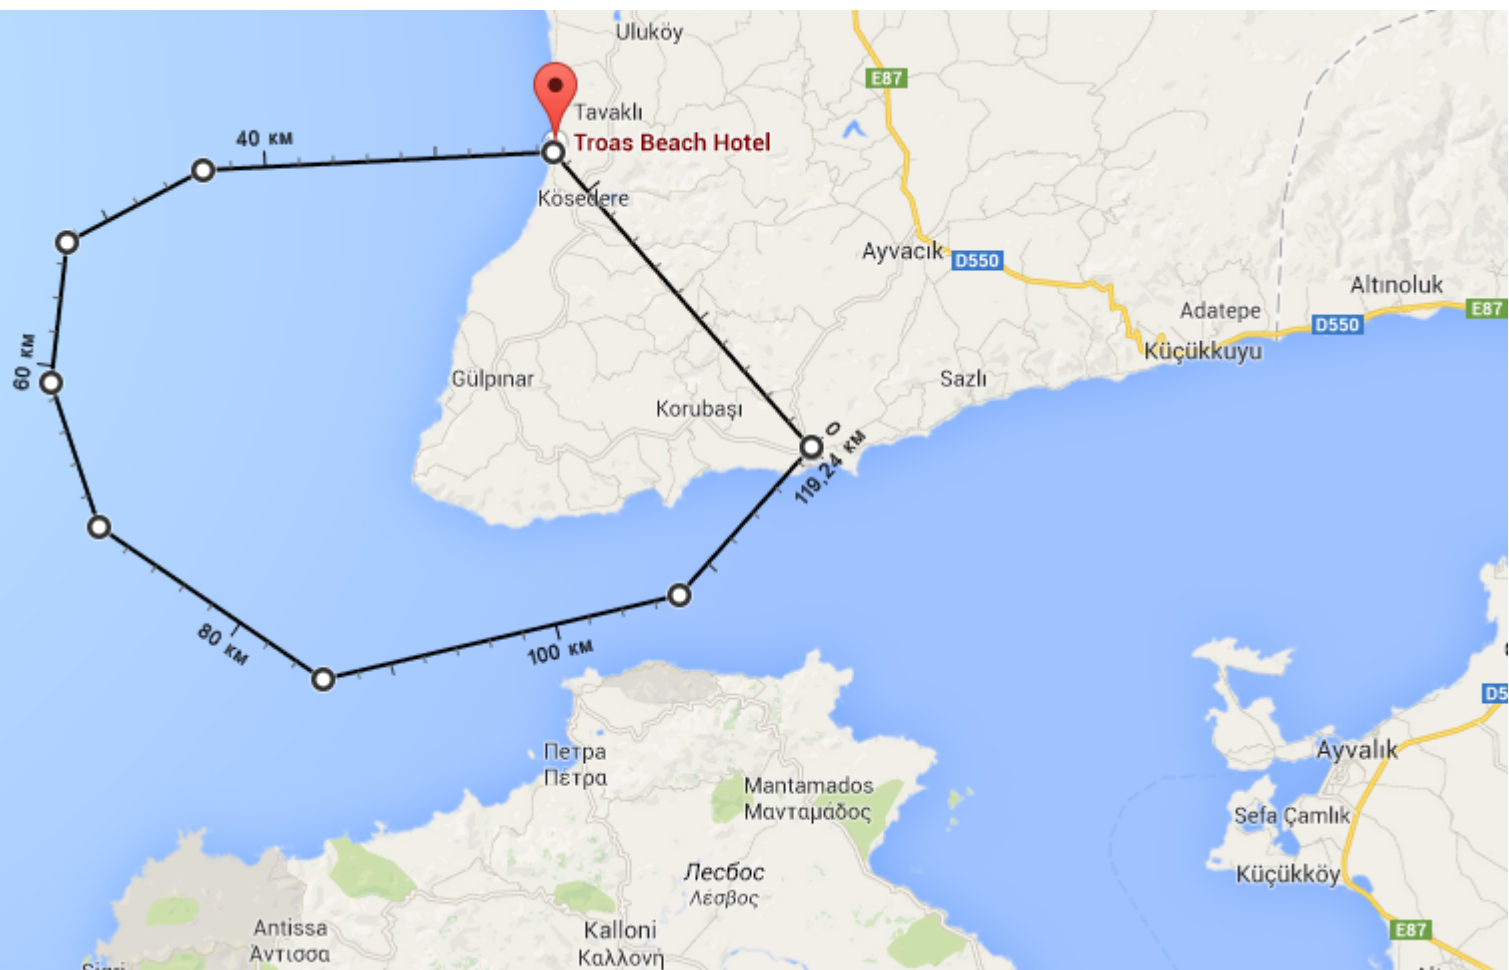 Uluköy
E87
Tavaklı
Troas Beach Hotel
40 км
Kösedere
Ayvacık
D550
Altınoluk
Adatepe
E87
D550
Küçükkuyu
60 км
Gülpınar
Sazlı
Korubaşı
0
119,24 км
80 км
100 км
D5
Ayvalık
Петра
Πέτρα
Mantamados
Μανταμάδος
Sefa Çamlık
Лесбос
Λέσβος
Küçükköy
Antissa
Άντισσα
Kalloni
Καλλονή
E87